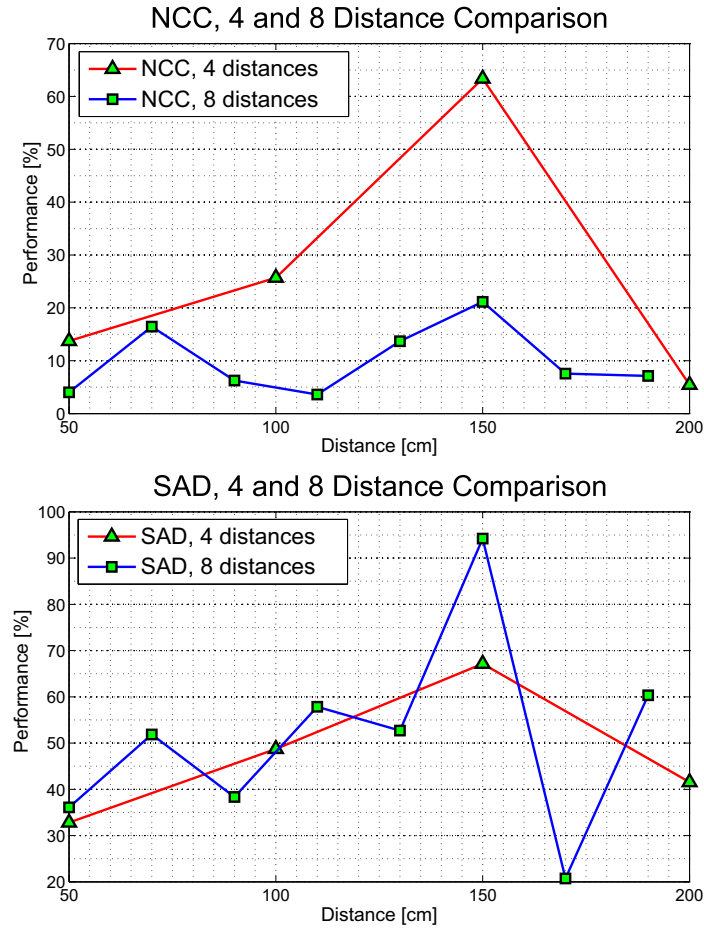 NCC, 4 and 8 Distance Comparison
70
60
50
40
30
20
10
0
Performance [%]
NCC, 4 distances
NCC, 8 distances
50 100 150 200
Distance [cm]
SAD, 4 and 8 Distance Comparison
100
90
80
70
60
50
40
30
20
Performance [%]
SAD, 4 distances
SAD, 8 distances
50 100 150 200
Distance [cm]